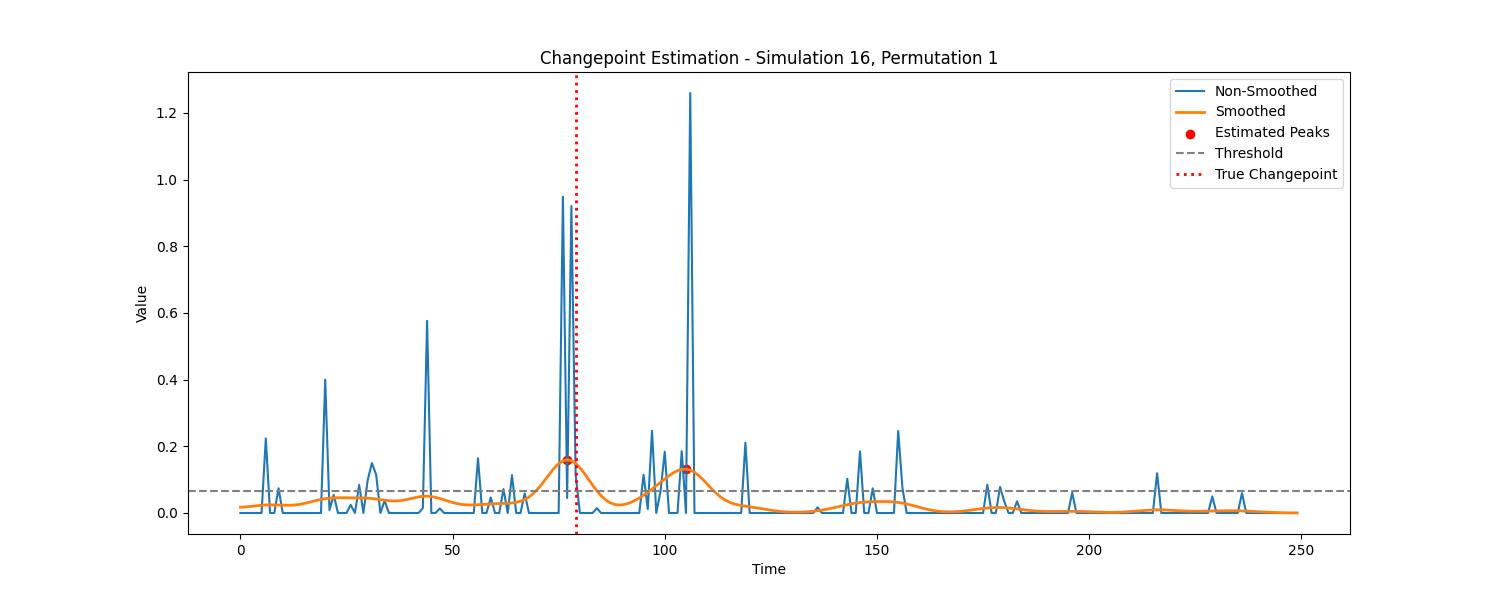 Changepoint Estimation - Simulation 16, Permutation 1
Non-Smoothed
Smoothed
Estimated Peaks
Threshold
True Changepoint
Value
1.2
1.0
0.8
0.6
0.4
0.2
0.0
0 50 100 150 200 250
Time